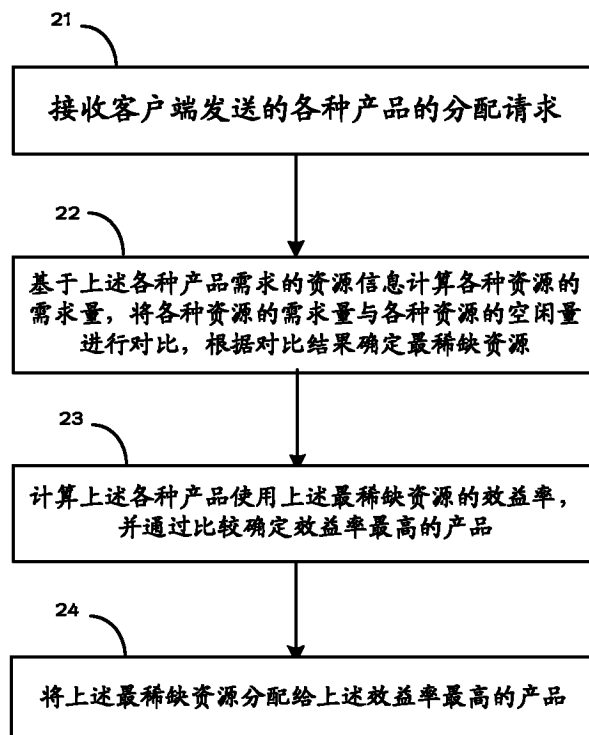 21
接收客户端发送的各种产品的分配请求
22
基于上述各种产品需求的资源信息计算各种资源的
需求量，将各种资源的需求量与各种资源的空闲量
进行对比，根据对比结果确定最稀缺资源
23
计算上述各种产品使用上述最稀缺资源的效益率，
并通过比较确定效益率最高的产品
24
将上述最稀缺资源分配给上述效益率最高的产品